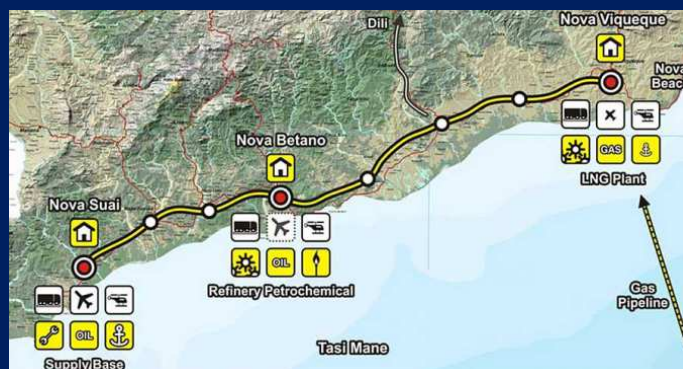 Dili
Nova Viqueque
Nova
Beac
Nova Betano
GAS
LNG Plant
Nova Suai
OIL
Refinery Petrochemical
Gas
Pipeline
OIL
Tasi Mane
Supply Base